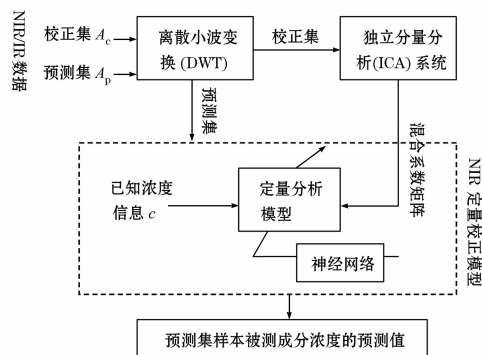 NIR/IR 数据
校正集 Ac
预测集 Ap
离散小波变
换 (DWT)
校正集
独立分量分
析(ICA) 系统
预测集
混合系数矩阵
已知浓度
信息 c
定量分析
模型
神经网络
NIR 定量校正模型
预测集样本被测成分浓度的预测值